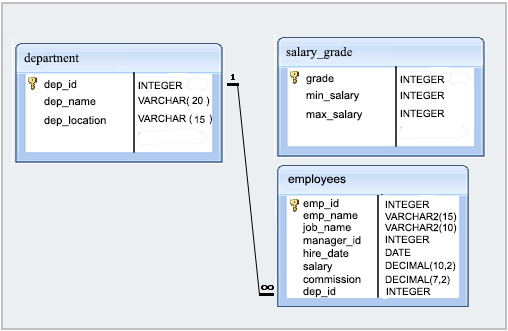 department
dep_id INTEGER
dep_name VARCHAR( 20 )
dep_location VARCHAR ( 15 )
1
salary_grade
grade INTEGER
min_salary INTEGER
max_salary INTEGER
employees
emp_id INTEGER
emp_name VARCHAR2(15)
job_name VARCHAR2(10)
manager_id INTEGER
hire_date DATE
salary DECIMAL(10,2)
commission DECIMAL(7,2)
dep_id INTEGER
∞